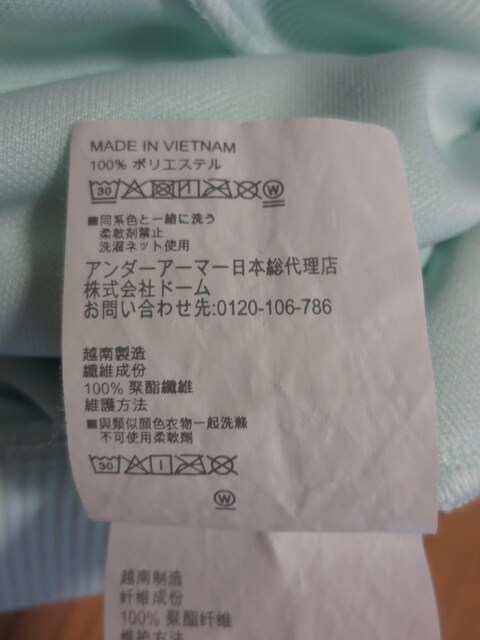 MADE IN VIETNAM
100% ポリエステル
30 W
■同系色と一緒に洗う
柔軟剤禁止
洗濯ネット使用
アンダーアーマー日本総代理店
株式会社ドーム
お問い合わせ先:0120-106-786
越南製造
纖維成份
100% 聚酯纖維
維護方法
■與類似顏色衣物一起洗滌
不可使用柔軟劑
30
W
越南制造
纤维成份
100% 聚酯纤维
维护方法